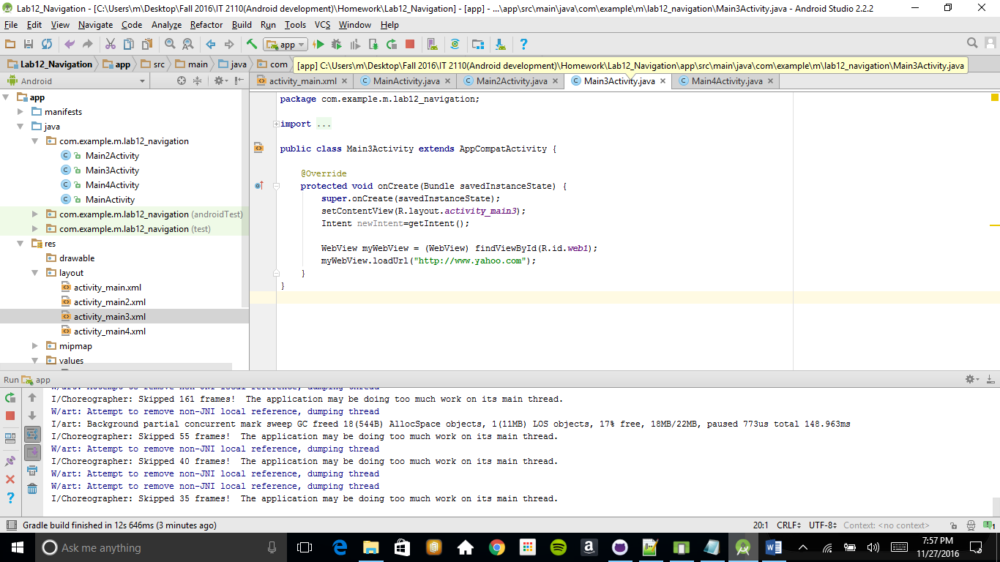 Lab12_Navigation - [C:\Users\m\Desktop\Fall 2016\IT 2110(Android development)\Homework\Lab12_Navigation] - [app] - ...\app\src\main\java\com\example\m\lab12_navigation\Main3Activity.java - Android Studio 2.2.2
File Edit View Navigate Code Analyze Refactor Build Run Tools VCS Window Help
app
Lab12_Navigation app src main java com
[app] C:\Users\m\Desktop\Fall 2016\IT 2110(Android development)\Homework\Lab12_Navigation\app\src\main\java\com\example\m\lab12_navigation\Main3Activity.java
Android
activity_main.xml MainActivity.java Main2Activity.java Main3Activity.java Main4Activity.java
app
manifests
java
com.example.m.lab12_navigation
Main2Activity
Main3Activity
Main4Activity
MainActivity
com.example.m.lab12_navigation (androidTest)
com.example.m.lab12_navigation (test)
res
drawable
layout
activity_main.xml
activity_main2.xml
activity_main3.xml
activity_main4.xml
mipmap
values
package com.example.m.lab12_navigation;
import ...
public class Main3Activity extends AppCompatActivity {
@Override
protected void onCreate(Bundle savedInstanceState) {
super.onCreate(savedInstanceState);
setContentView(R.layout.activity_main3);
Intent newIntent=getIntent();
WebView myWebView = (WebView) findViewById(R.id.web1);
myWebView.loadUrl("http://www.yahoo.com");
}
}
Run app
W/art: Attempt to remove non-JNI local reference, dumping thread
I/Choreographer: Skipped 161 frames!  The application may be doing too much work on its main thread.
W/art: Attempt to remove non-JNI local reference, dumping thread
I/art: Background partial concurrent mark sweep GC freed 18(544B) AllocSpace objects, 1(11MB) LOS objects, 17% free, 18MB/22MB, paused 773us total 148.963ms
I/Choreographer: Skipped 55 frames!  The application may be doing too much work on its main thread.
W/art: Attempt to remove non-JNI local reference, dumping thread
I/Choreographer: Skipped 40 frames!  The application may be doing too much work on its main thread.
W/art: Attempt to remove non-JNI local reference, dumping thread
W/art: Attempt to remove non-JNI local reference, dumping thread
I/Choreographer: Skipped 35 frames!  The application may be doing too much work on its main thread.
Gradle build finished in 12s 646ms (3 minutes ago) 20:1 CRLF UTF-8 Context: <no context> 1
Ask me anything
7:57 PM
11/27/2016